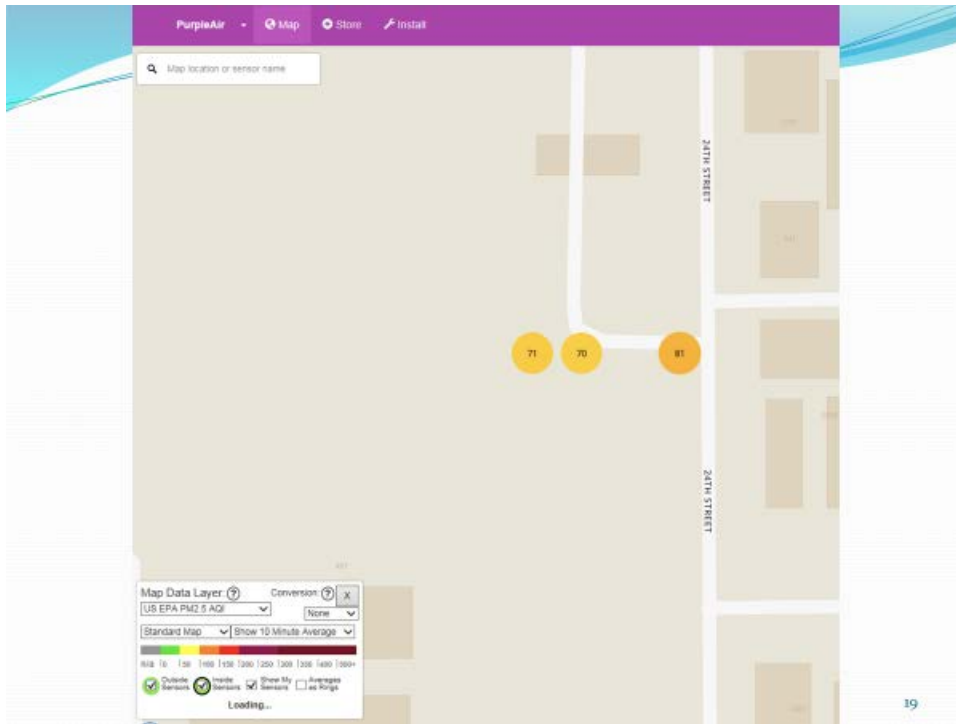 PurpleAir Map Store Install
Map location or sensor name
24TH STREET
71 70 81
24TH STREET
Map Data Layer: ? Conversion: ? X
US EPA PM2.5 AQI None
Standard Map Show 10 Minute Average
n/a 0 50 100 150 200 250 300 350 400 500+
Outside Sensors Inside Sensors Show My Sensors Averages as Rings
Loading...
19